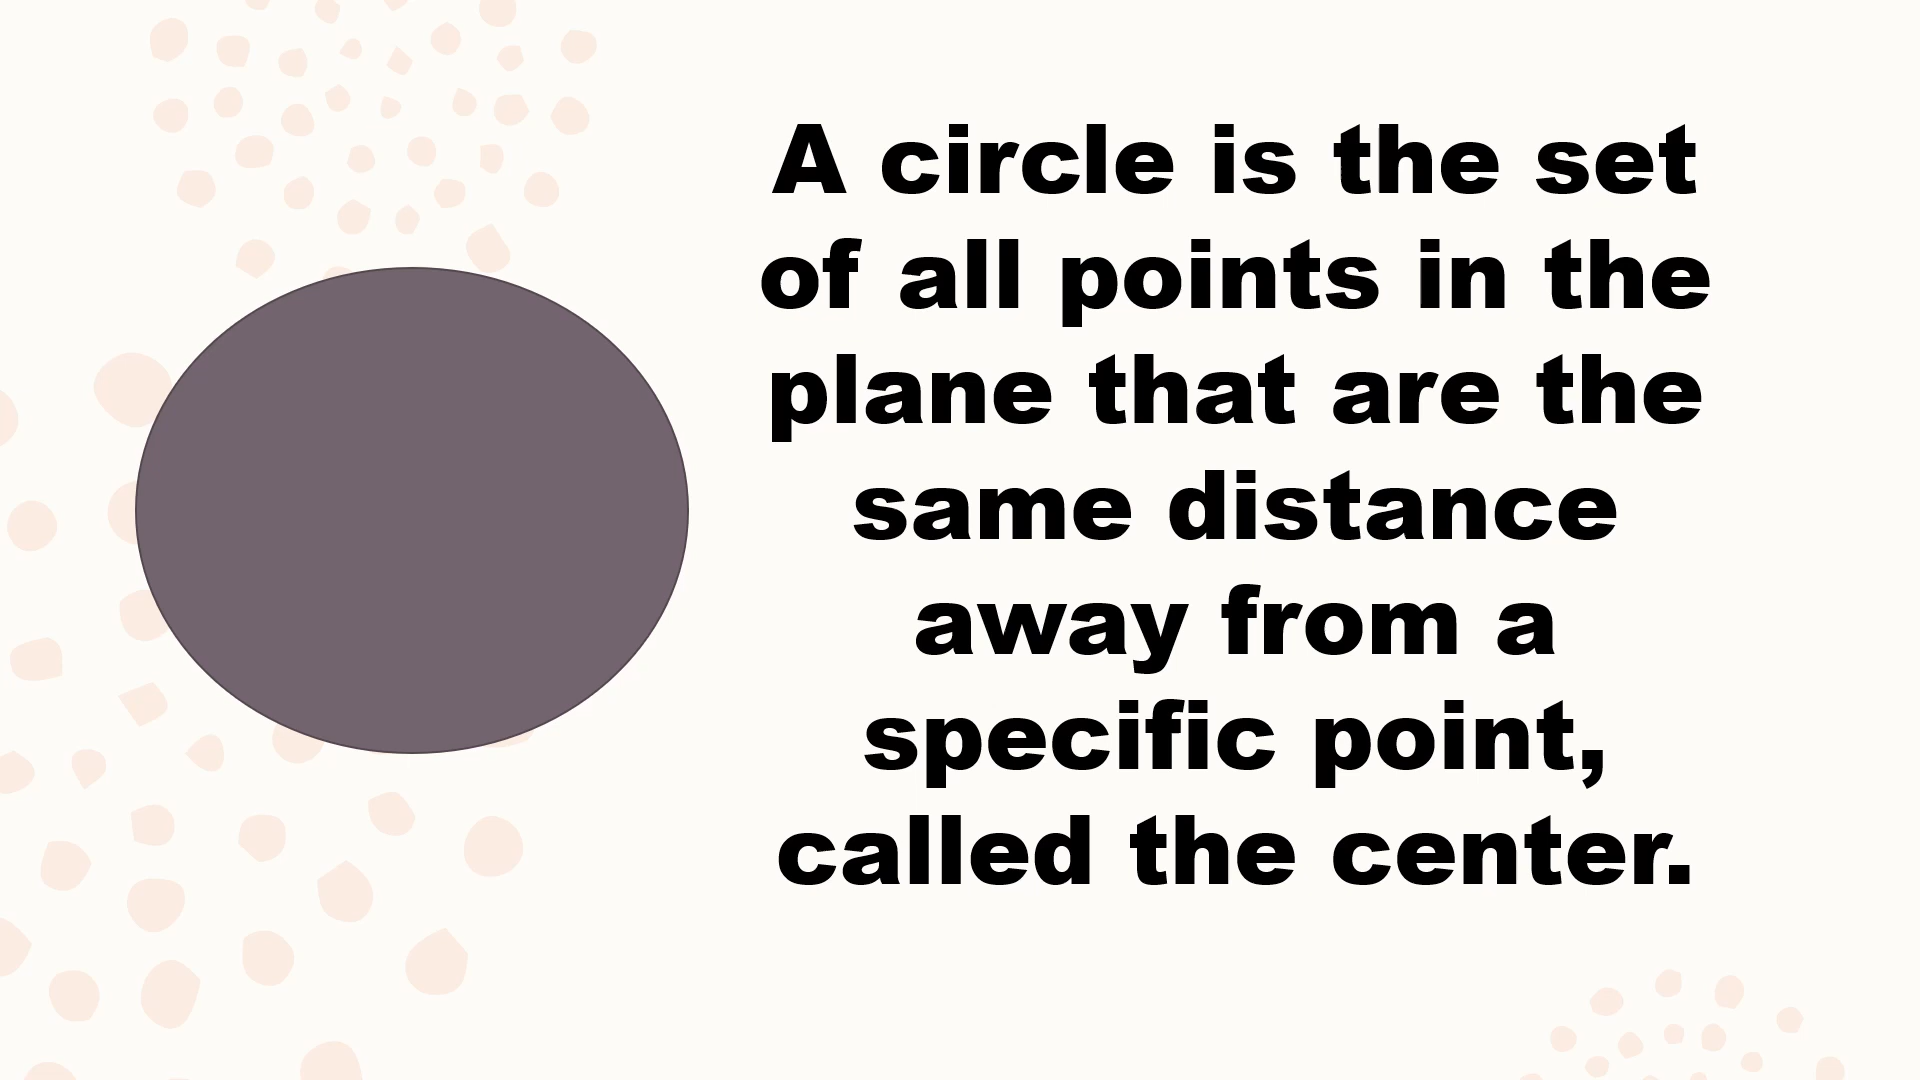 A circle is the set
of all points in the
plane that are the
same distance
away from a
specific point,
called the center.